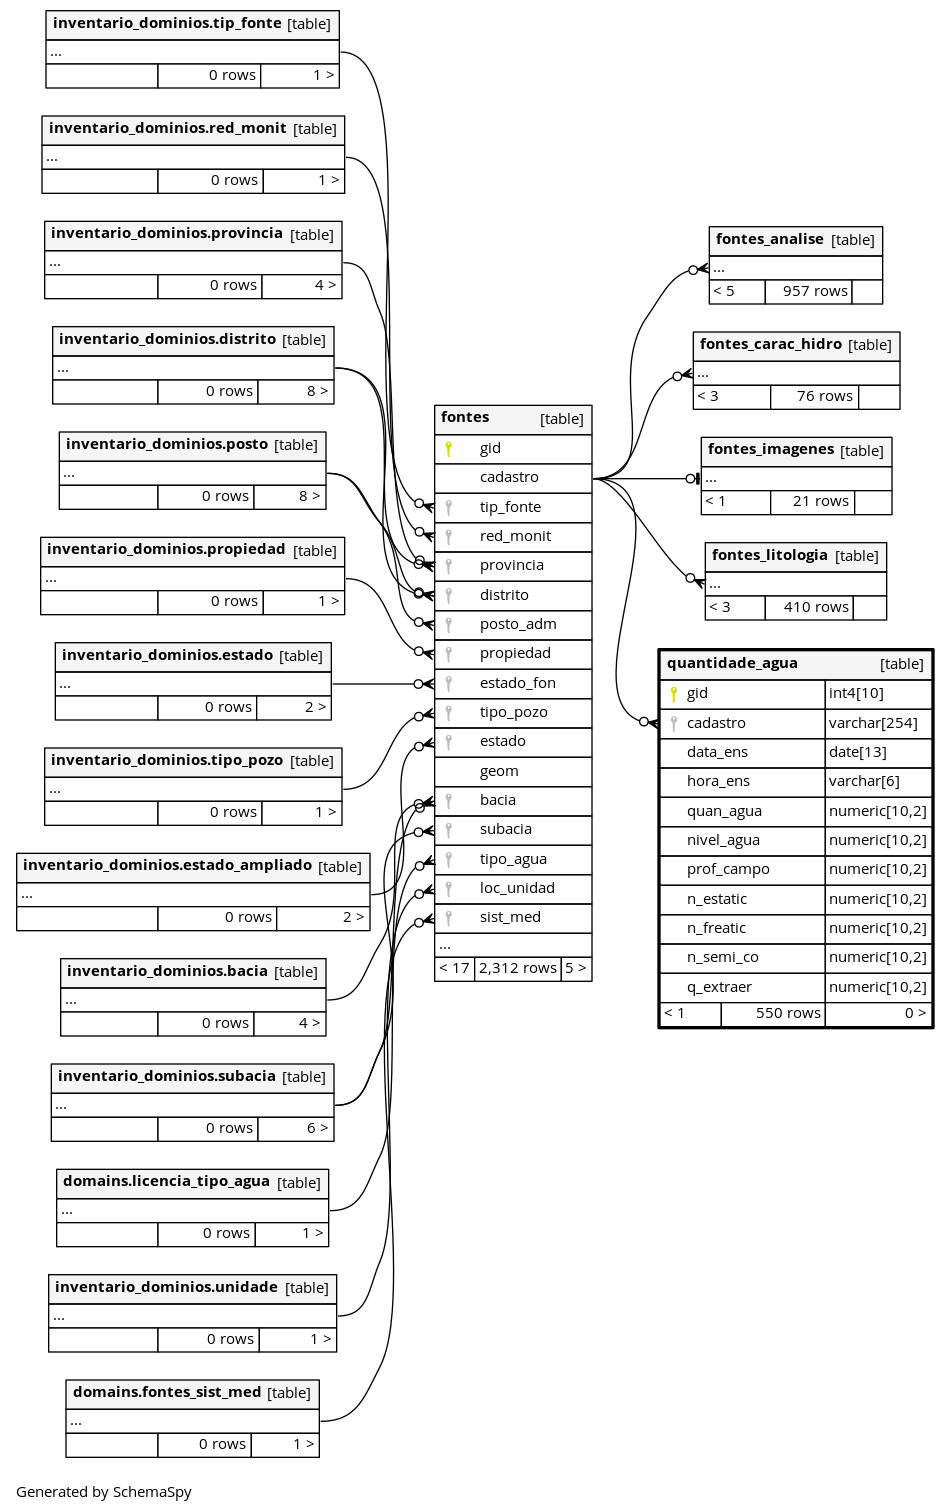 inventario_dominios.tip_fonte [table]
...
0 rows 1 >
inventario_dominios.red_monit [table]
...
0 rows 1 >
inventario_dominios.provincia [table]
...
0 rows 4 >
inventario_dominios.distrito [table]
...
0 rows 8 >
inventario_dominios.posto [table]
...
0 rows 8 >
inventario_dominios.propiedad [table]
...
0 rows 1 >
inventario_dominios.estado [table]
...
0 rows 2 >
inventario_dominios.tipo_pozo [table]
...
0 rows 1 >
inventario_dominios.estado_ampliado [table]
...
0 rows 2 >
inventario_dominios.bacia [table]
...
0 rows 4 >
inventario_dominios.subacia [table]
...
0 rows 6 >
domains.licencia_tipo_agua [table]
...
0 rows 1 >
inventario_dominios.unidade [table]
...
0 rows 1 >
domains.fontes_sist_med [table]
...
0 rows 1 >
fontes [table]
gid
cadastro
tip_fonte
red_monit
provincia
distrito
posto_adm
propiedad
estado_fon
tipo_pozo
estado
geom
bacia
subacia
tipo_agua
loc_unidad
sist_med
...
< 17 2,312 rows 5 >
fontes_analise [table]
...
< 5 957 rows
fontes_carac_hidro [table]
...
< 3 76 rows
fontes_imagenes [table]
...
< 1 21 rows
fontes_litologia [table]
...
< 3 410 rows
quantidade_agua [table]
gid int4[10]
cadastro varchar[254]
data_ens date[13]
hora_ens varchar[6]
quan_agua numeric[10,2]
nivel_agua numeric[10,2]
prof_campo numeric[10,2]
n_estatic numeric[10,2]
n_freatic numeric[10,2]
n_semi_co numeric[10,2]
q_extraer numeric[10,2]
< 1 550 rows 0 >
Generated by SchemaSpy